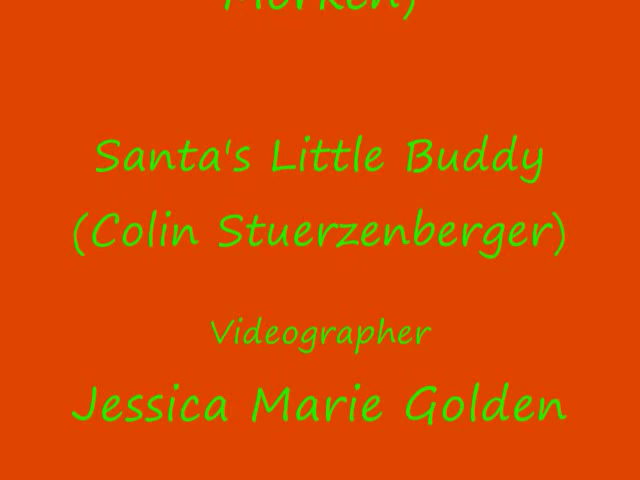 Santa's Little Buddy
(Colin Stuerzenberger)
Videographer
Jessica Marie Golden